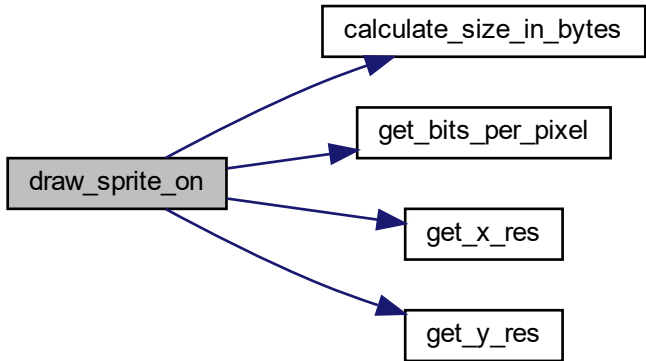 calculate_size_in_bytes
get_bits_per_pixel
draw_sprite_on
get_x_res
get_y_res